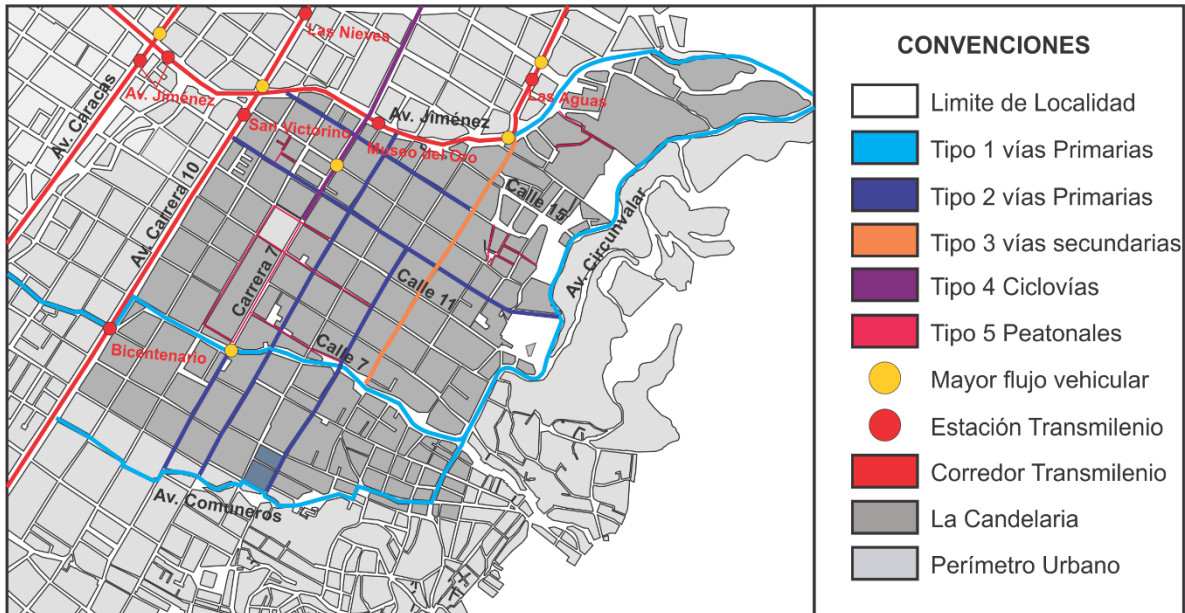 Las Nieves
Av. Caracas
Av. Jiménez
Las Aguas
Av. Jiménez
San Victorino
Museo del Oro
Av. Carrera 10
Calle 15
Av. Circunvalar
Carrera 7
Calle 11
Bicentenario
Calle 7
Av. Comuneros
CONVENCIONES
Limite de Localidad
Tipo 1 vías Primarias
Tipo 2 vías Primarias
Tipo 3 vías secundarias
Tipo 4 Ciclovías
Tipo 5 Peatonales
Mayor flujo vehicular
Estación Transmilenio
Corredor Transmilenio
La Candelaria
Perímetro Urbano